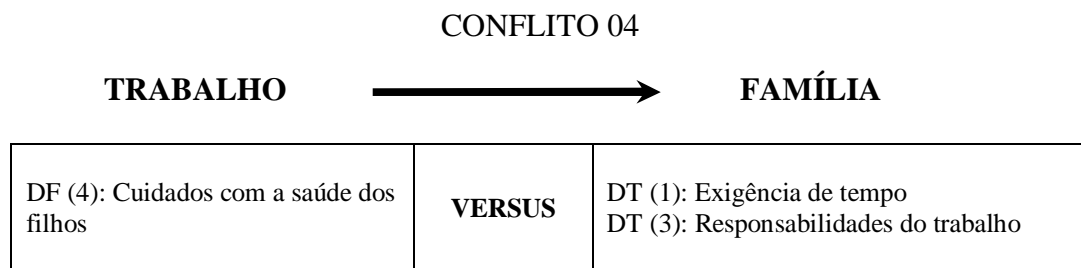 CONFLITO 04
TRABALHO FAMÍLIA
DF (4): Cuidados com a saúde dos
filhos
VERSUS
DT (1): Exigência de tempo
DT (3): Responsabilidades do trabalho